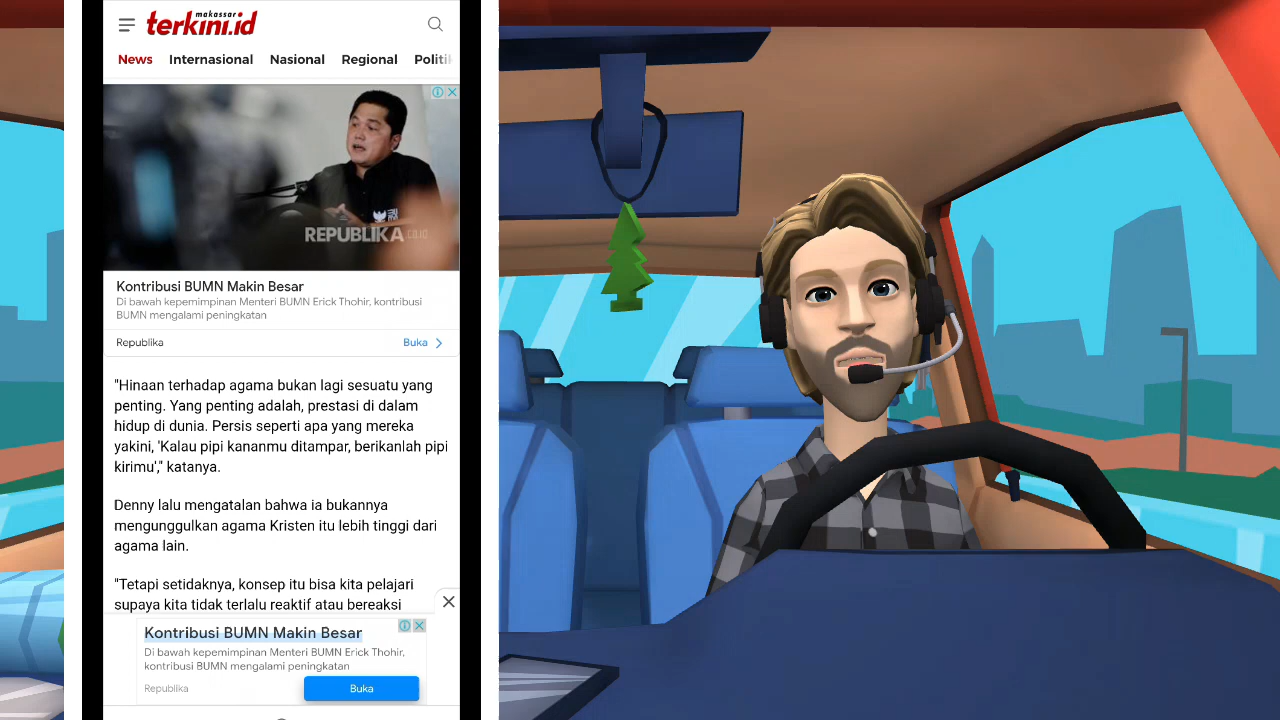 makassar
terkini.id
News Internasional Nasional Regional Politik
REPUBLIKA.co.id
Kontribusi BUMN Makin Besar
Di bawah kepemimpinan Menteri BUMN Erick Thohir, kontribusi
BUMN mengalami peningkatan
Republika Buka
"Hinaan terhadap agama bukan lagi sesuatu yang
penting. Yang penting adalah, prestasi di dalam
hidup di dunia. Persis seperti apa yang mereka
yakini, 'Kalau pipi kananmu ditampar, berikanlah pipi
kirimu'," katanya.
Denny lalu mengatalan bahwa ia bukannya
mengunggulkan agama Kristen itu lebih tinggi dari
agama lain.
"Tetapi setidaknya, konsep itu bisa kita pelajari
supaya kita tidak terlalu reaktif atau bereaksi
Kontribusi BUMN Makin Besar
Di bawah kepemimpinan Menteri BUMN Erick Thohir,
kontribusi BUMN mengalami peningkatan
Republika Buka